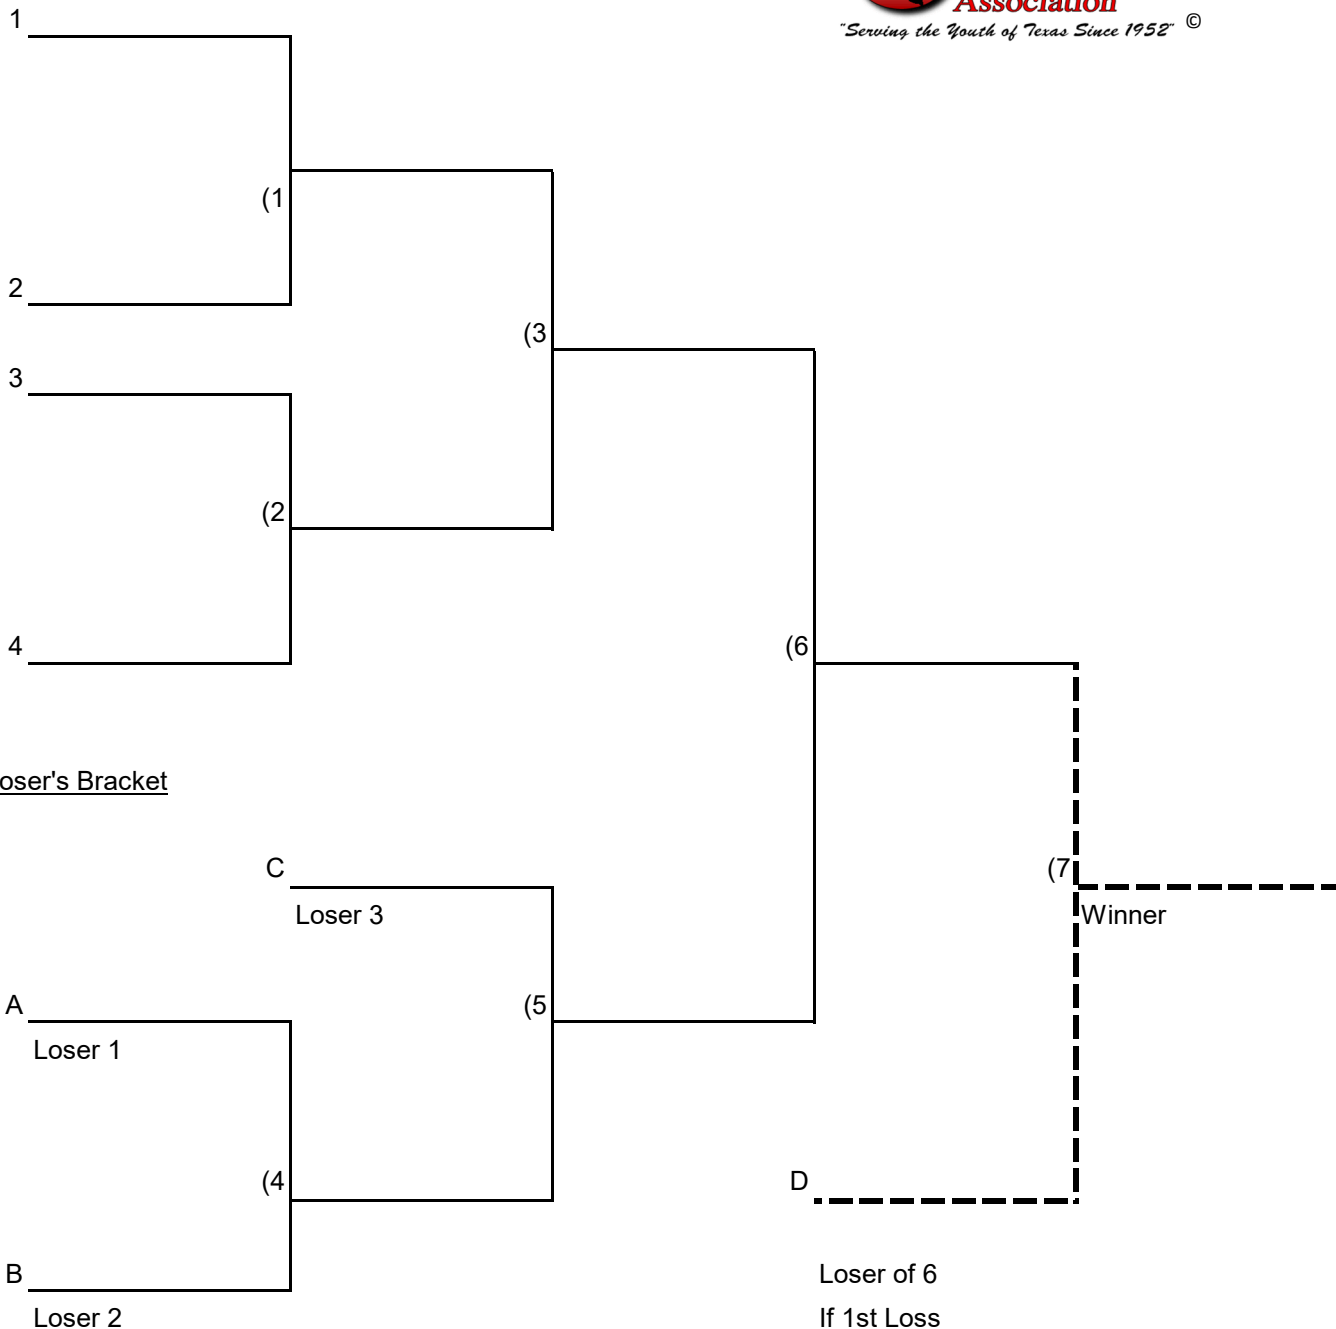 Association
"Serving the Youth of Texas Since 1952" ©
1
(1
2
(3
3
(2
4
(6
oser's Bracket
C
(7
Loser 3
Winner
A
(5
Loser 1
(4
D
B
Loser of 6
Loser 2
If 1st Loss